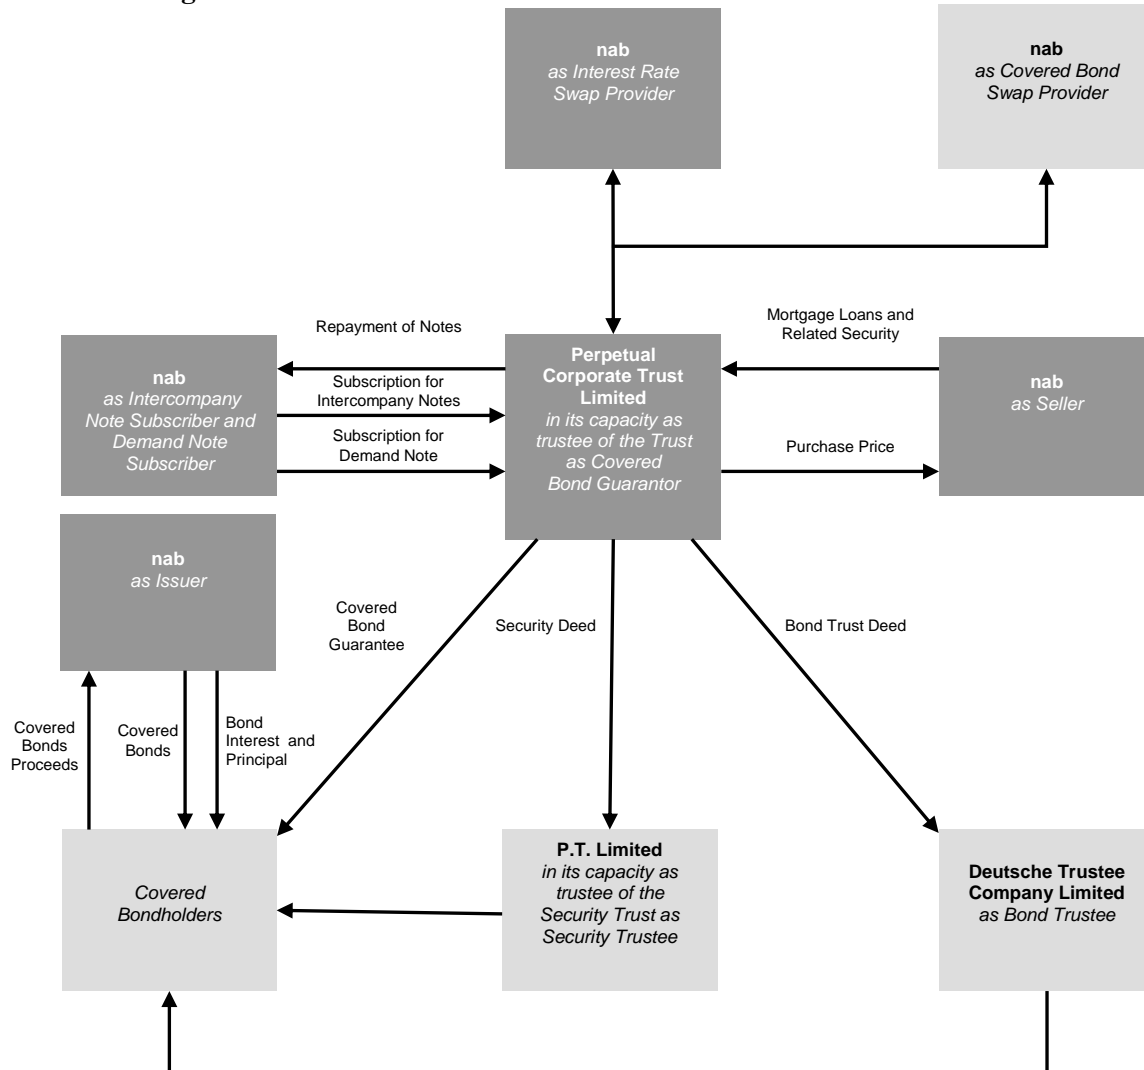 nab
as Interest Rate
Swap Provider
nab
as Covered Bond
Swap Provider
Repayment of Notes
Mortgage Loans and
Related Security
nab
as Intercompany
Note Subscriber and
Demand Note
Subscriber
Subscription for
Intercompany Notes
Subscription for
Demand Note
Perpetual
Corporate Trust
Limited
in its capacity as
trustee of the Trust
as Covered
Bond Guarantor
Purchase Price
nab
as Seller
nab
as Issuer
Covered
Bond
Guarantee
Security Deed
Bond Trust Deed
Covered
Bonds
Proceeds
Covered
Bonds
Bond
Interest and
Principal
Covered
Bondholders
P.T. Limited
in its capacity as
trustee of the
Security Trust as
Security Trustee
Deutsche Trustee
Company Limited
as Bond Trustee